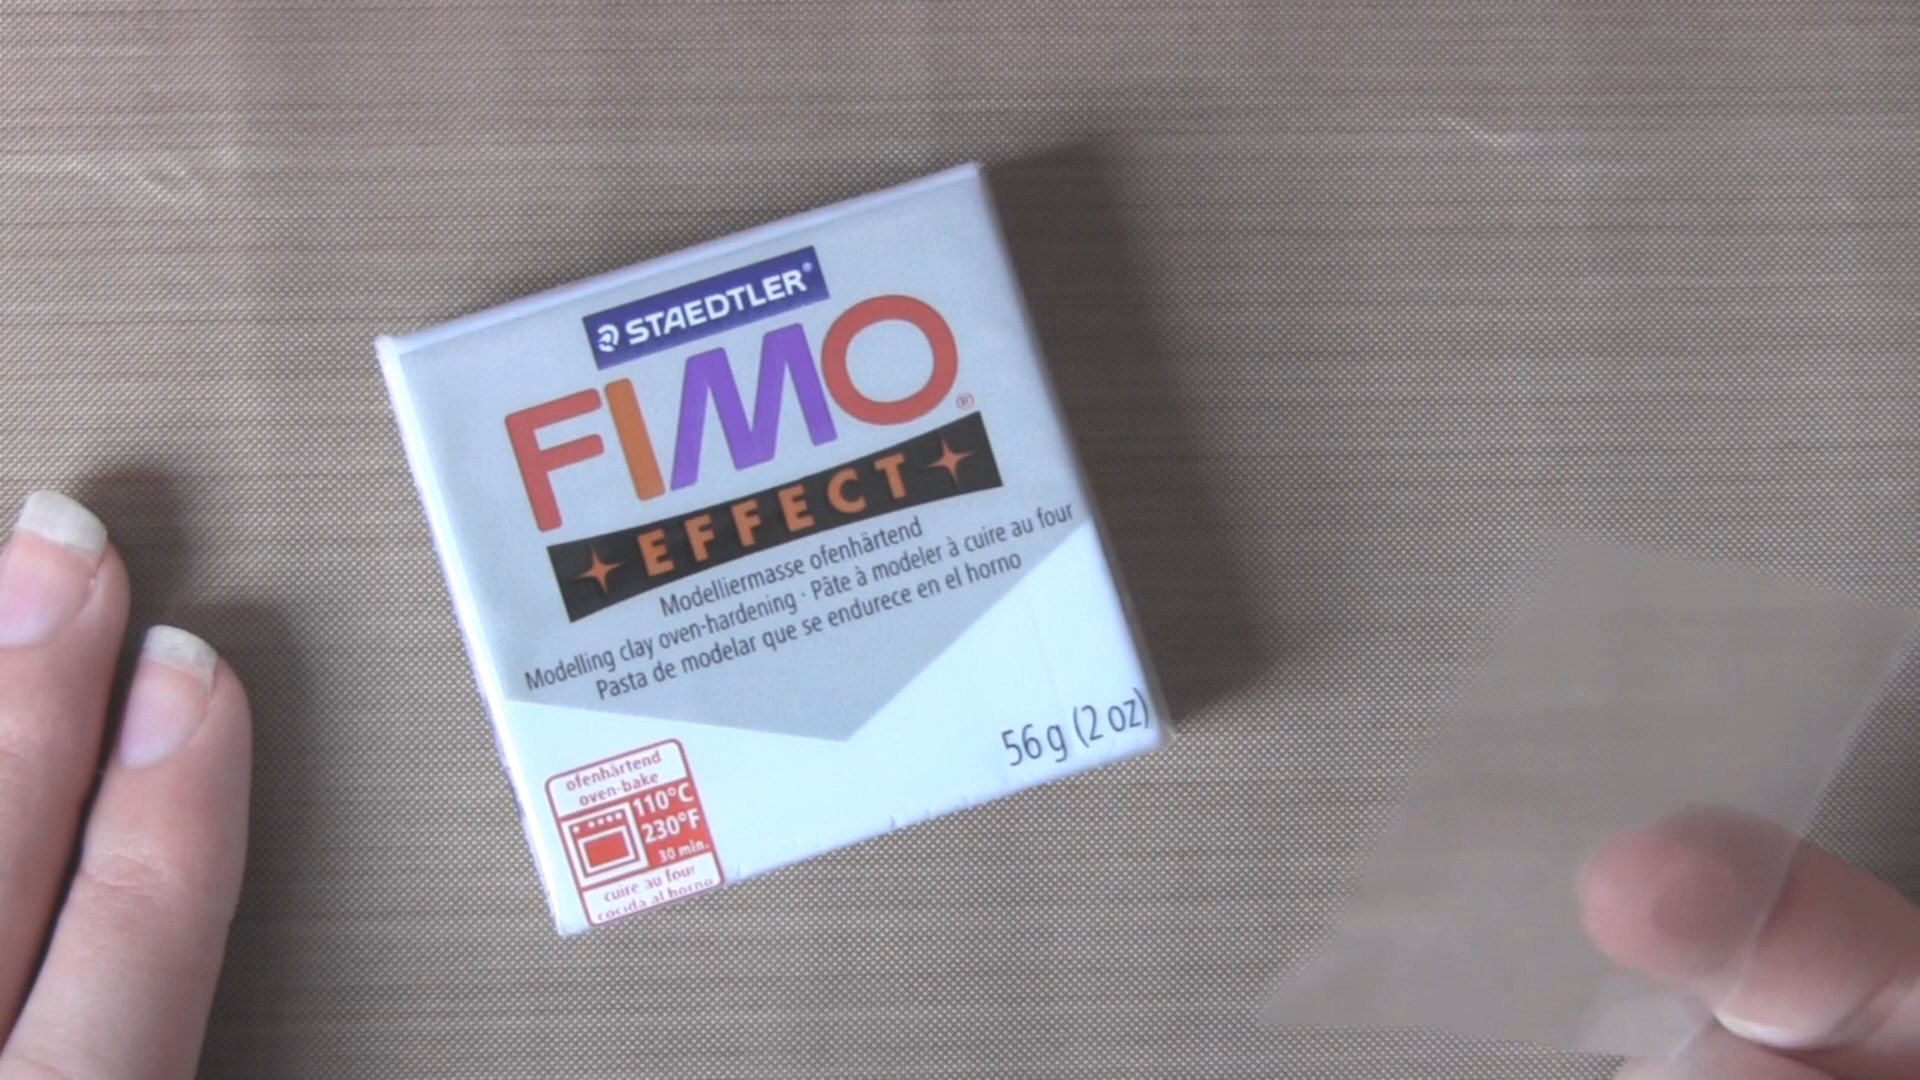 STAEDTLER®
FIMO®
EFFECT
Modelliermasse ofenhärtend
Modelling clay oven-hardening · Pâte à modeler à cuire au four
Pasta de modelar que se endurece en el horno
56 g (2 oz)
ofenhärtend
oven-bake
110°C
230°F
30 min.
cuire au four
cocida al horno